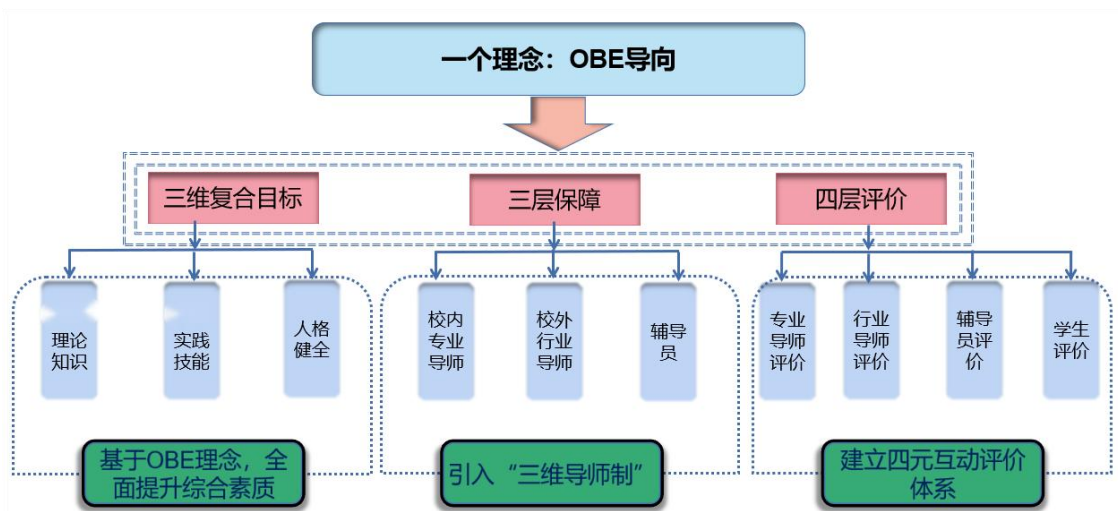 一个理念：OBE导向
三维复合目标
三层保障
四层评价
理论
知识
实践
技能
人格
健全
校内
专业
导师
校外
行业
导师
辅导
员
专业
导师
评价
行业
导师
评价
辅导
员评
价
学生
评价
基于OBE理念，全
面提升综合素质
引入“三维导师制”
建立四元互动评价
体系